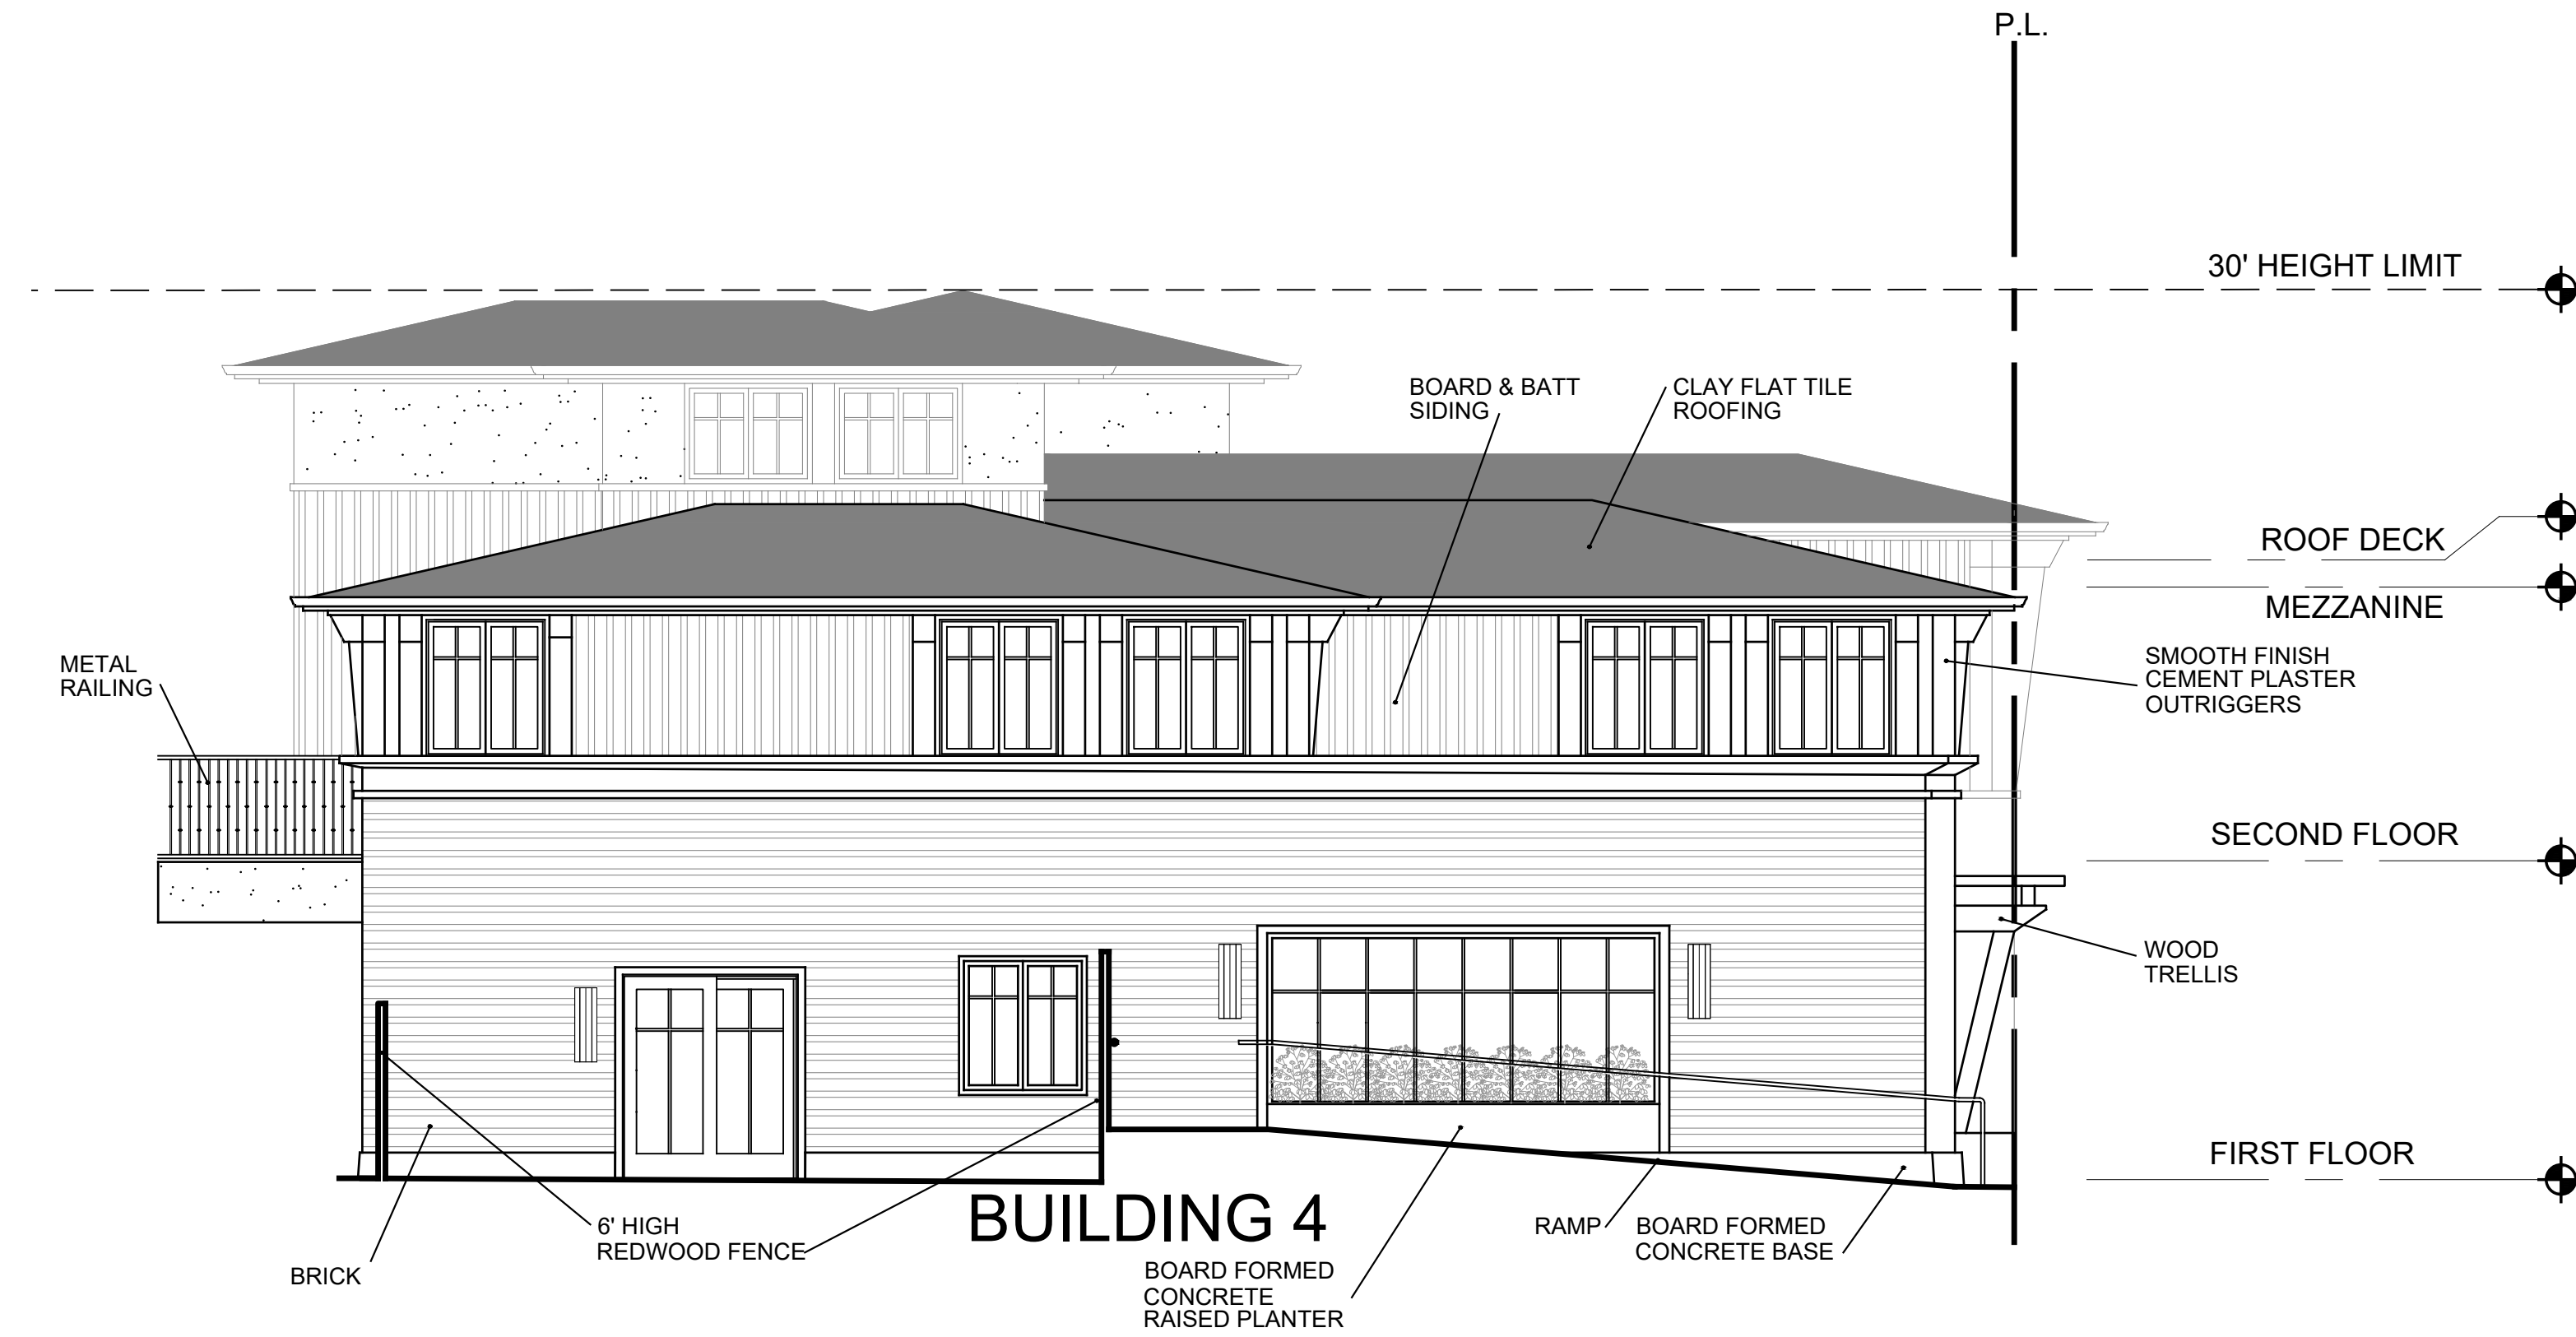 P.L.
30' HEIGHT LIMIT
BOARD & BATT
SIDING
CLAY FLAT TILE
ROOFING
ROOF DECK
MEZZANINE
METAL
RAILING
SMOOTH FINISH
CEMENT PLASTER
OUTRIGGERS
SECOND FLOOR
WOOD
TRELLIS
FIRST FLOOR
6' HIGH
REDWOOD FENCE
BUILDING 4
RAMP
BOARD FORMED
CONCRETE BASE
BRICK
BOARD FORMED
CONCRETE
RAISED PLANTER